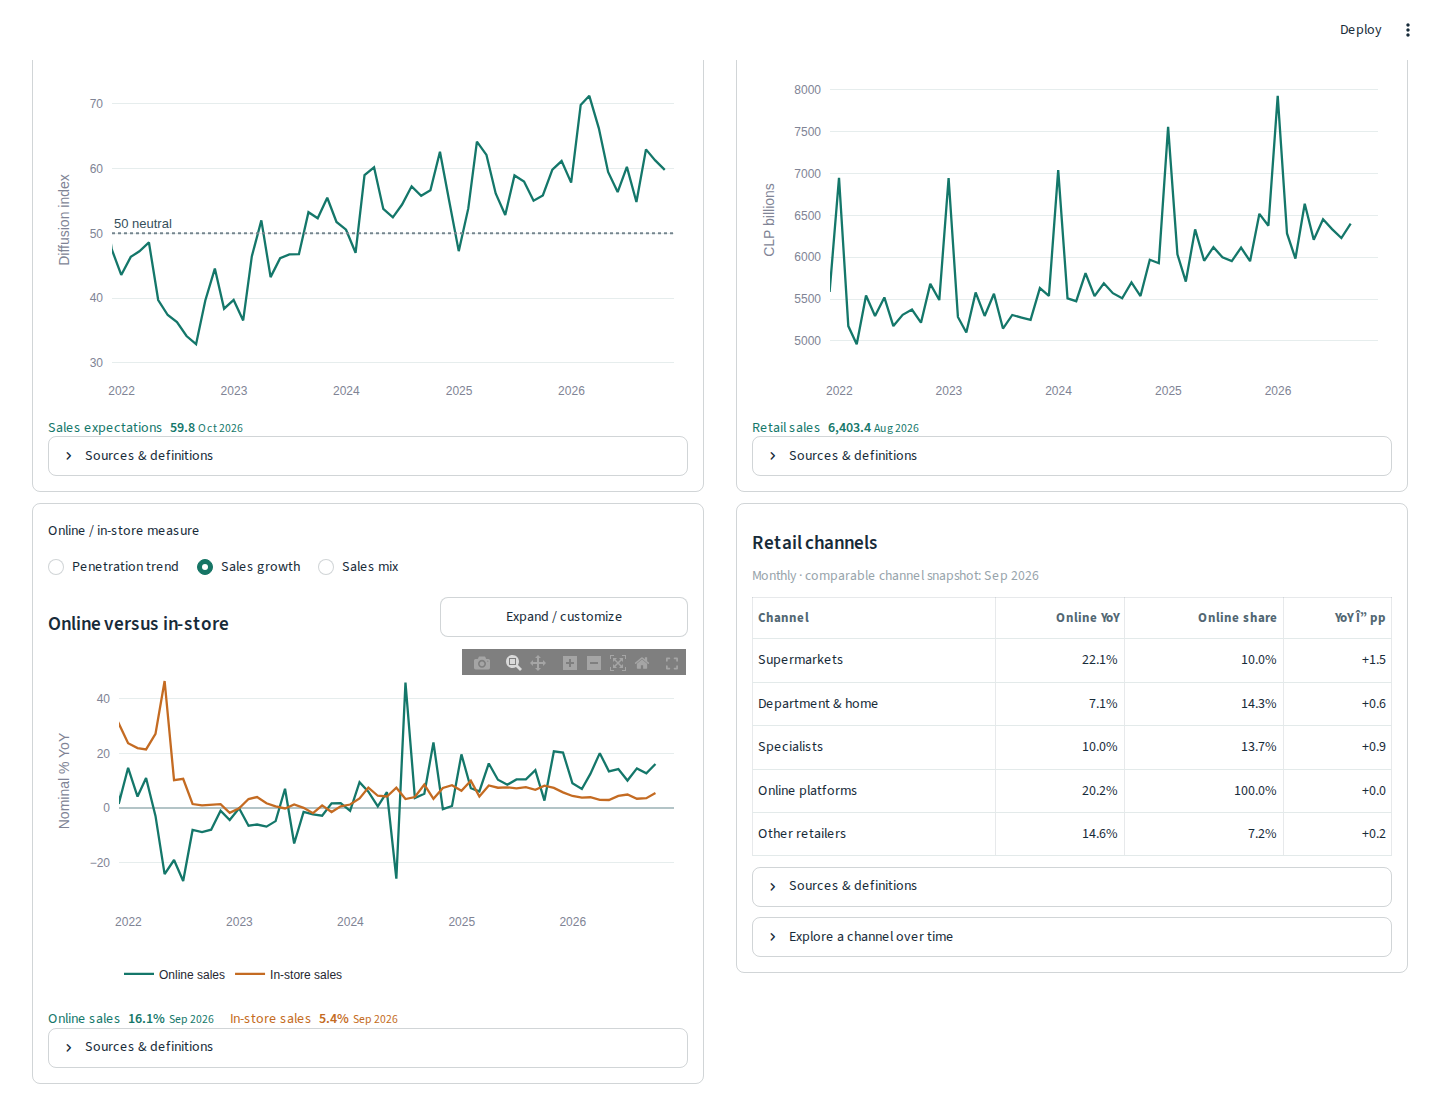 Deploy
70
60
50 neutral
50
40
30
Diffusion index
2022 2023 2024 2025 2026
Sales expectations 59.8 Oct 2026
Sources & definitions
8000
7500
7000
6500
6000
5500
5000
CLP billions
2022 2023 2024 2025 2026
Retail sales 6,403.4 Aug 2026
Sources & definitions
Online / in-store measure
Penetration trend Sales growth Sales mix
Online versus in-store
Expand / customize
40
20
0
−20
Nominal % YoY
2022 2023 2024 2025 2026
Online sales In-store sales
Online sales 16.1% Sep 2026 In-store sales 5.4% Sep 2026
Sources & definitions
Retail channels
Monthly · comparable channel snapshot: Sep 2026
Channel Online YoY Online share YoY Î” pp
Supermarkets 22.1% 10.0% +1.5
Department & home 7.1% 14.3% +0.6
Specialists 10.0% 13.7% +0.9
Online platforms 20.2% 100.0% +0.0
Other retailers 14.6% 7.2% +0.2
Sources & definitions
Explore a channel over time